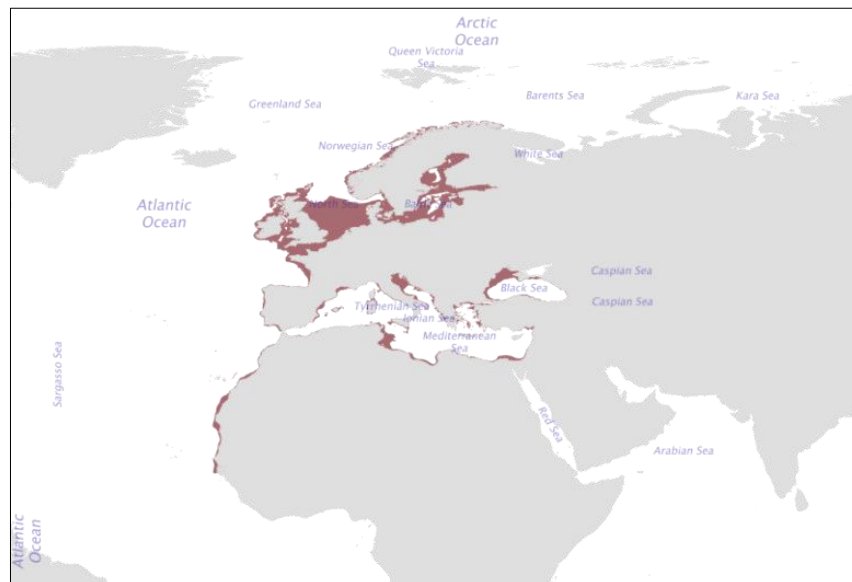 Arctic
Ocean
Queen Victoria
Sea
Greenland Sea
Barents Sea
Kara Sea
Norwegian Sea
White Sea
Atlantic
Ocean
North Sea
Baltic Sea
Caspian Sea
Black Sea
Caspian Sea
Tyrrhenian Sea
Ionian Sea
Mediterranean
Sea
Sargasso Sea
Red Sea
Arabian Sea
Atlantic
Ocean